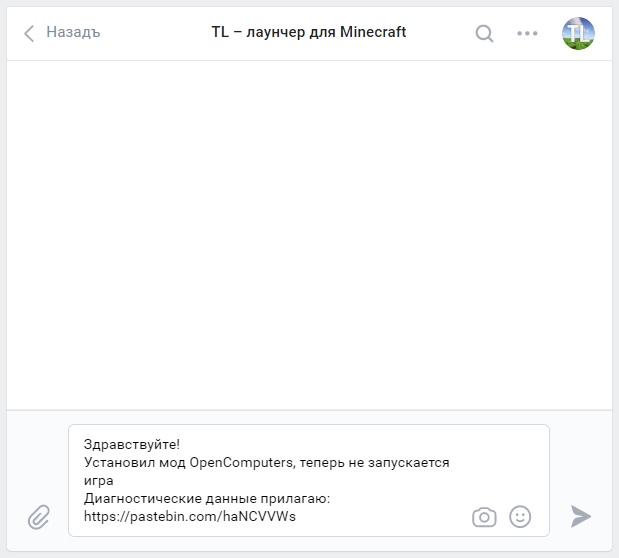 Назадъ
TL – лаунчер для Minecraft
TL
Здравствуйте!
Установил мод OpenComputers, теперь не запускается
игра
Диагностические данные прилагаю:
https://pastebin.com/haNCVVWs